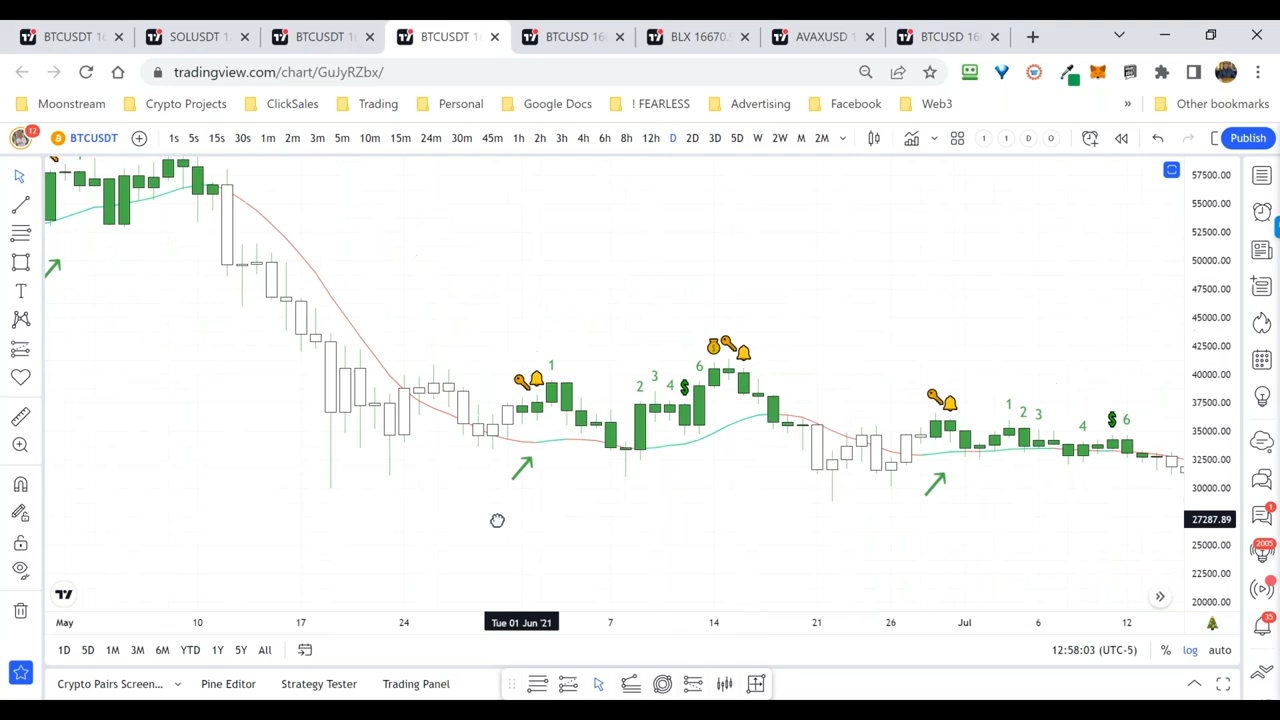 BTCUSDT 1
SOLUSDT 1
BTCUSDT 1
BTCUSDT 1
BTCUSD 16
BLX 16670.
AVAXUSD 1
BTCUSD 16
tradingview.com/chart/GuJyRZbx/
Moonstream Crypto Projects ClickSales Trading Personal Google Docs ! FEARLESS Advertising Facebook Web3 » Other bookmarks
12 BTCUSDT 1s 5s 15s 30s 1m 2m 3m 5m 10m 15m 24m 30m 45m 1h 2h 3h 4h 6h 8h 12h D 2D 3D 5D W 2W M 2M 1 1 D O Publish
57500.00
55000.00
52500.00
50000.00
47500.00
45000.00
42500.00
40000.00
37500.00
35000.00
32500.00
30000.00
27287.89
25000.00
22500.00
20000.00
1 2 3 4 $ 6 $
1 2 3 4 $ 6
1
2005
35
May 10 17 24 Tue 01 Jun '21 7 14 21 26 Jul 6 12
1D 5D 1M 3M 6M YTD 1Y 5Y All 12:58:03 (UTC-5) % log auto
Crypto Pairs Screen... Pine Editor Strategy Tester Trading Panel